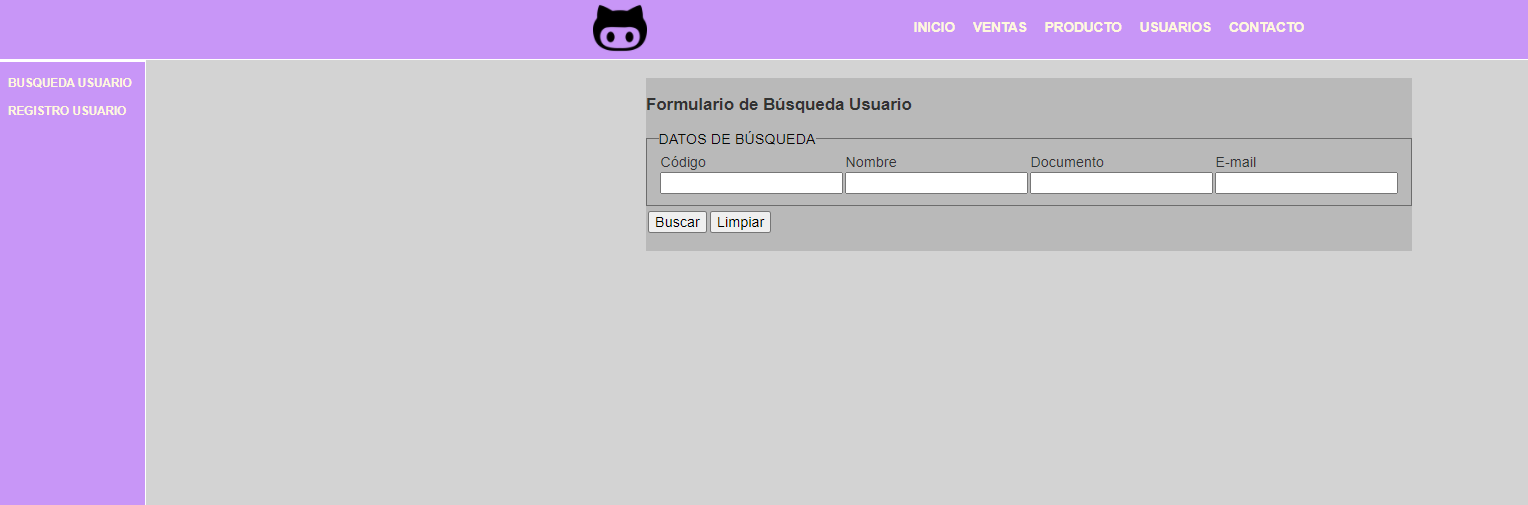 INICIO VENTAS PRODUCTO USUARIOS CONTACTO
BUSQUEDA USUARIO
REGISTRO USUARIO
Formulario de Búsqueda Usuario
DATOS DE BÚSQUEDA
Código Nombre Documento E-mail
Buscar Limpiar